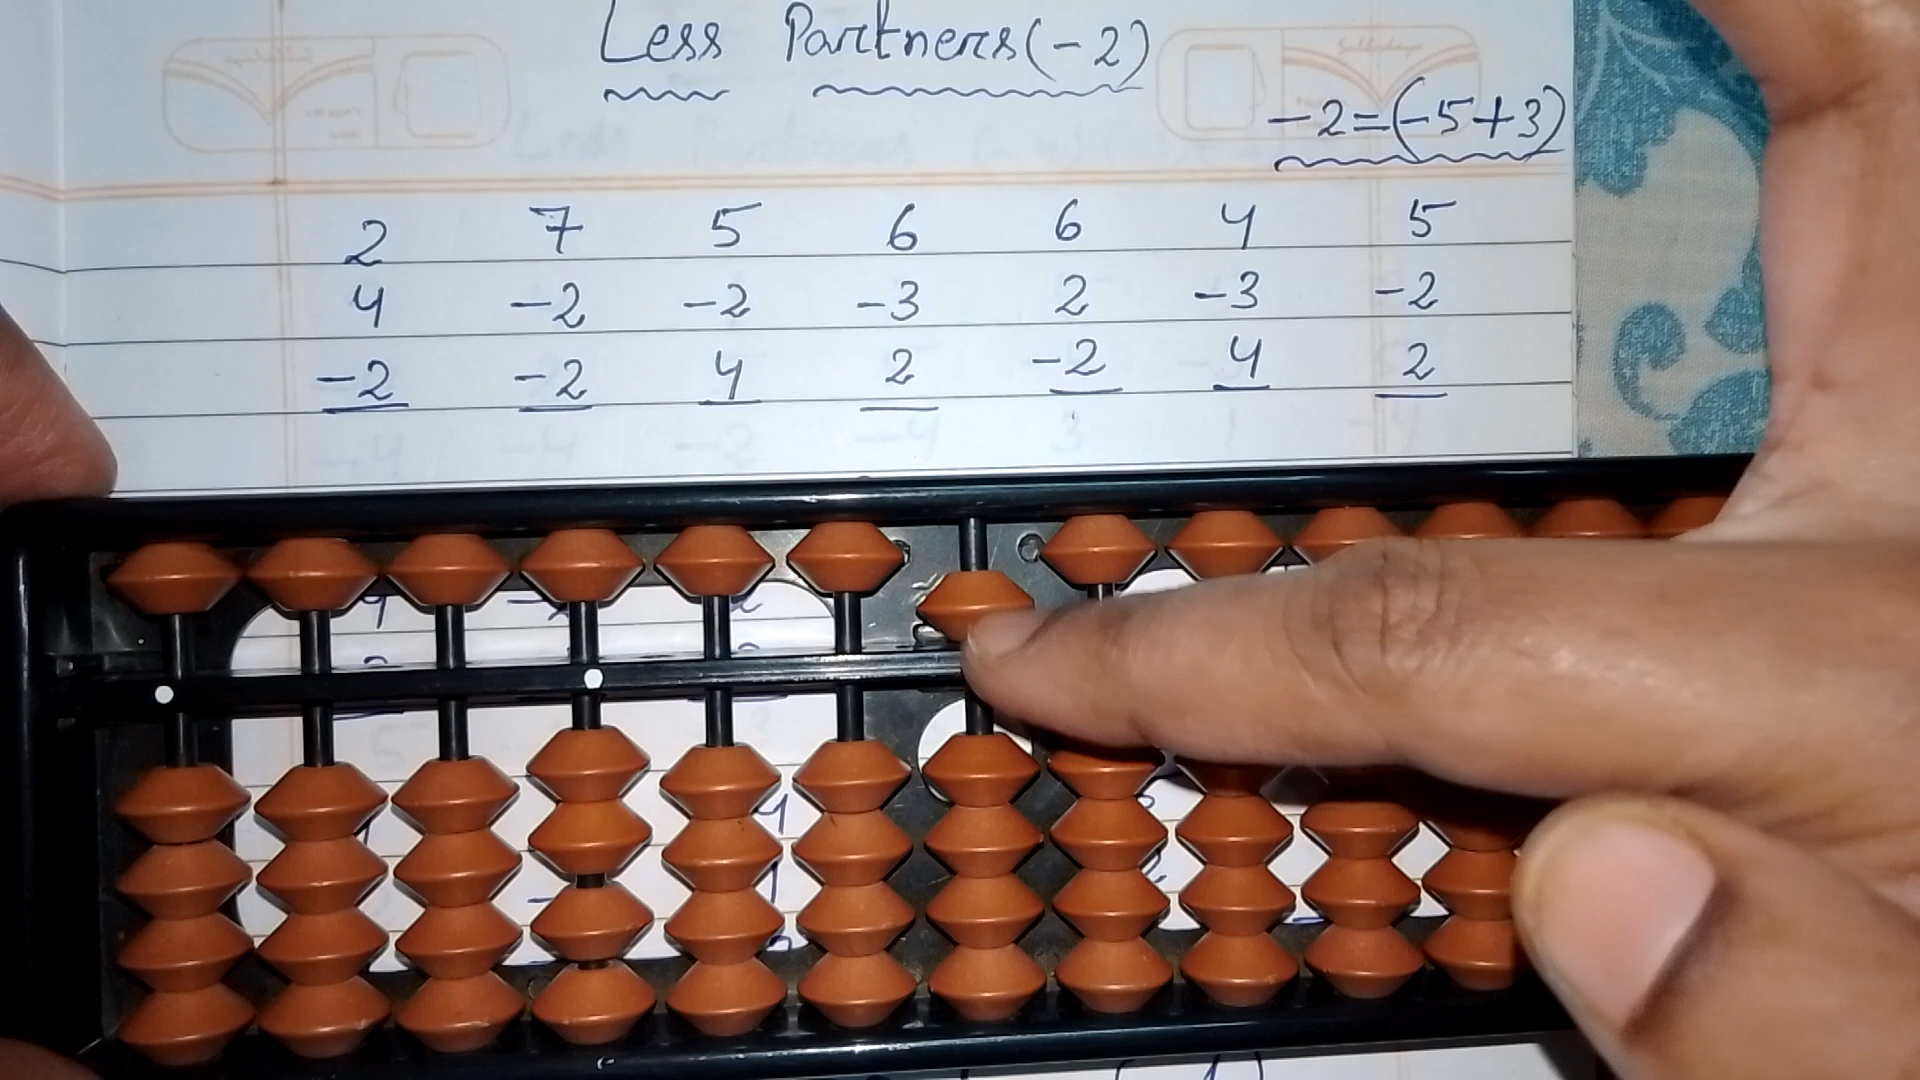 Less Partners (-2)
-2=(-5+3)
2 7 5 6 6 4 5
4 -2 -2 -3 2 -3 -2
-2 -2 4 2 -2 4 2